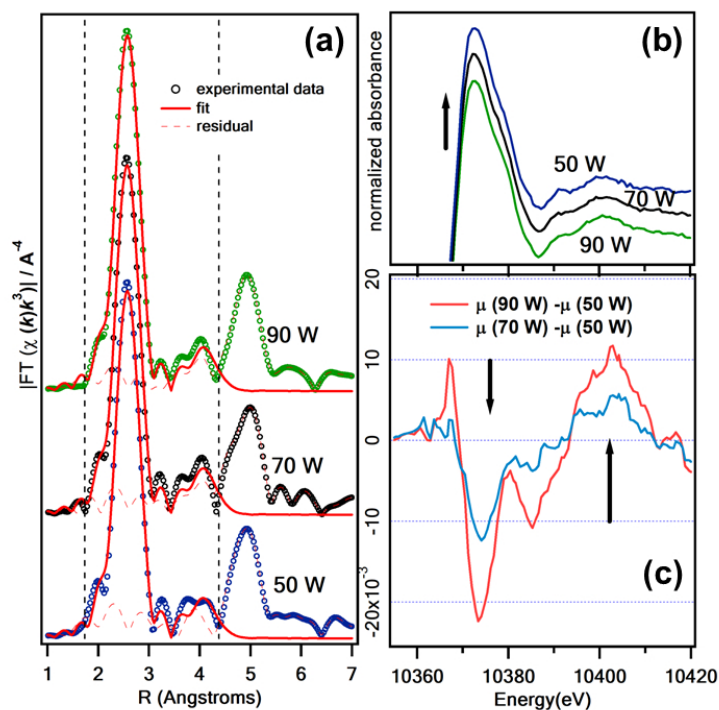 (a)
experimental data
fit
residual
90 W
70 W
50 W
|FT (χ (k)k³)| / A⁻⁴
1 2 3 4 5 6 7
R (Angstroms)
(b)
50 W
70 W
90 W
normalized absorbance
μ (90 W) -μ (50 W)
μ (70 W) -μ (50 W)
(c)
20
10
0
-10
-20x10⁻³
10360 10380 10400 10420
Energy(eV)